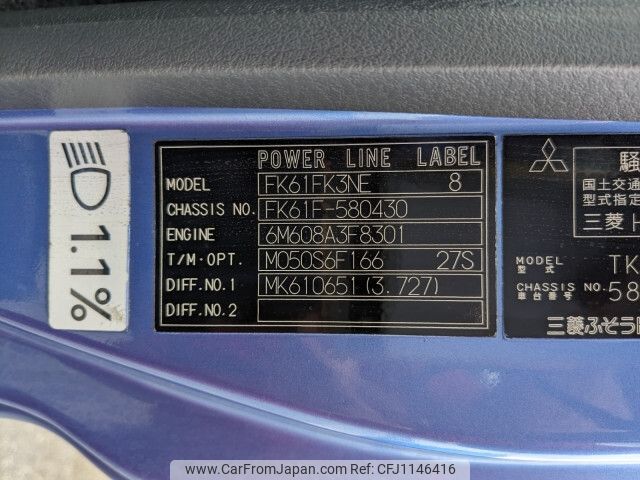 1.1%
POWER LINE LABEL
MODEL FK61FK3NE 8
CHASSIS NO. FK61F-580430
ENGINE 6M608A3F8301
T/M·OPT. M050S6F166 27S
DIFF.NO.1 MK610651(3.727)
DIFF.NO.2
騒
国土交通
型式指定
三菱
MODEL 型式 TK
CHASSIS NO. 車台番号 58
三菱ふそう
www.CarFromJapan.com - CFJ1146416